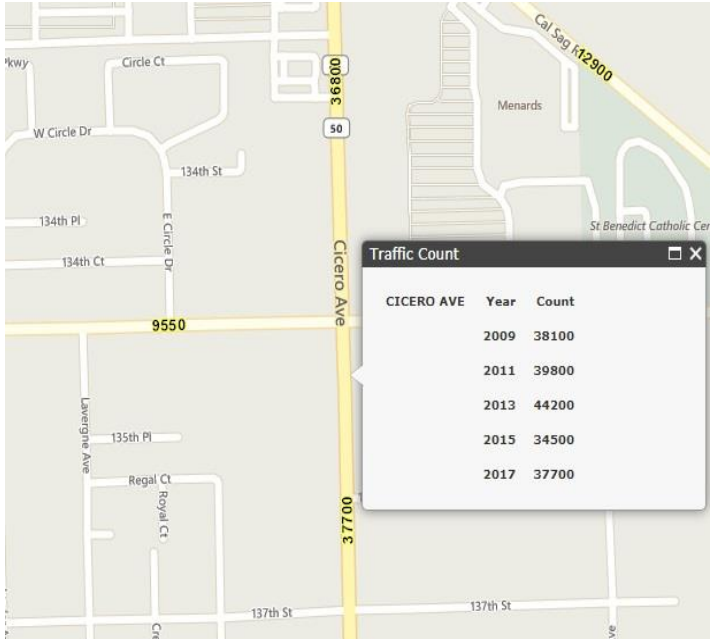 Pkwy
Circle Ct
36800
Cal Sag R
12900
Menards
50
W Circle Dr
134th St
134th Pl
E Circle Dr
St Benedict Catholic Cer
134th Ct
Cicero Ave
Traffic Count
CICERO AVE Year Count
2009 38100
2011 39800
2013 44200
2015 34500
2017 37700
9550
Lavergne Ave
135th Pl
Regal Ct
Royal Ct
37700
137th St
137th St
Cre